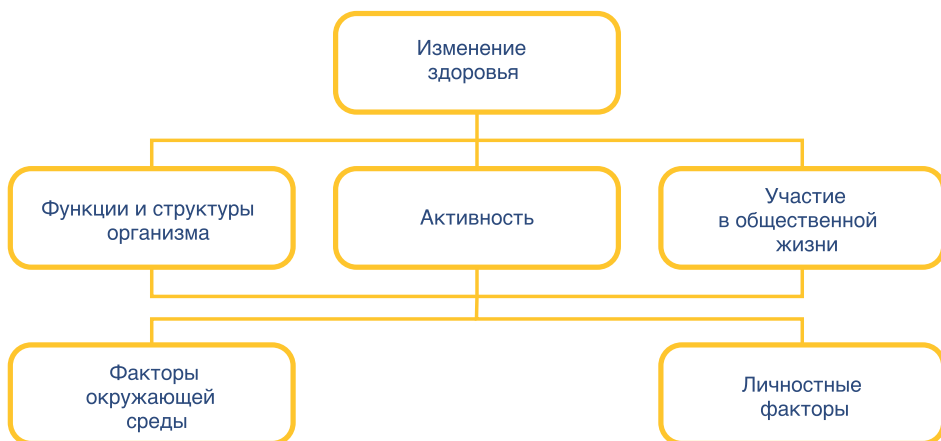 Изменение
здоровья
Функции и структуры
организма
Активность
Участие
в общественной
жизни
Факторы
окружающей
среды
Личностные
факторы